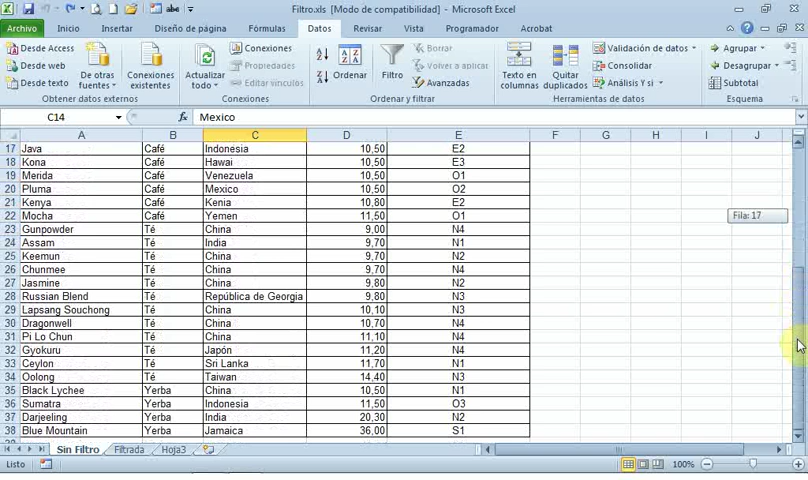 Filtro.xls [Modo de compatibilidad] - Microsoft Excel
Archivo Inicio Insertar Diseño de página Fórmulas Datos Revisar Vista Programador Acrobat
Desde Access
Desde web
Desde texto
De otras fuentes
Conexiones existentes
Obtener datos externos
Actualizar todo
Conexiones
Propiedades
Editar vínculos
Conexiones
Ordenar
Filtro
Borrar
Volver a aplicar
Avanzadas
Ordenar y filtrar
Texto en columnas
Quitar duplicados
Validación de datos
Consolidar
Análisis Y si
Herramientas de datos
Agrupar
Desagrupar
Subtotal
Esquema
C14 fx Mexico
A B C D E F G H I J
17 Java Café Indonesia 10,50 E2
18 Kona Café Hawai 10,50 E3
19 Merida Café Venezuela 10,50 O1
20 Pluma Café Mexico 10,50 O2
21 Kenya Café Kenia 10,80 E2
22 Mocha Café Yemen 11,50 O1
Fila: 17
23 Gunpowder Té China 9,00 N4
24 Assam Té India 9,70 N1
25 Keemun Té China 9,70 N2
26 Chunmee Té China 9,70 N4
27 Jasmine Té China 9,80 N2
28 Russian Blend Té República de Georgia 9,80 N3
29 Lapsang Souchong Té China 10,10 N3
30 Dragonwell Té China 10,70 N4
31 Pi Lo Chun Té China 11,10 N4
32 Gyokuru Té Japón 11,20 N4
33 Ceylon Té Sri Lanka 11,70 N1
34 Oolong Té Taiwan 14,40 N3
35 Black Lychee Yerba China 10,50 N1
36 Sumatra Yerba Indonesia 11,50 O3
37 Darjeeling Yerba India 20,30 N2
38 Blue Mountain Yerba Jamaica 36,00 S1
Sin Filtro Filtrada Hoja3
Listo 100%